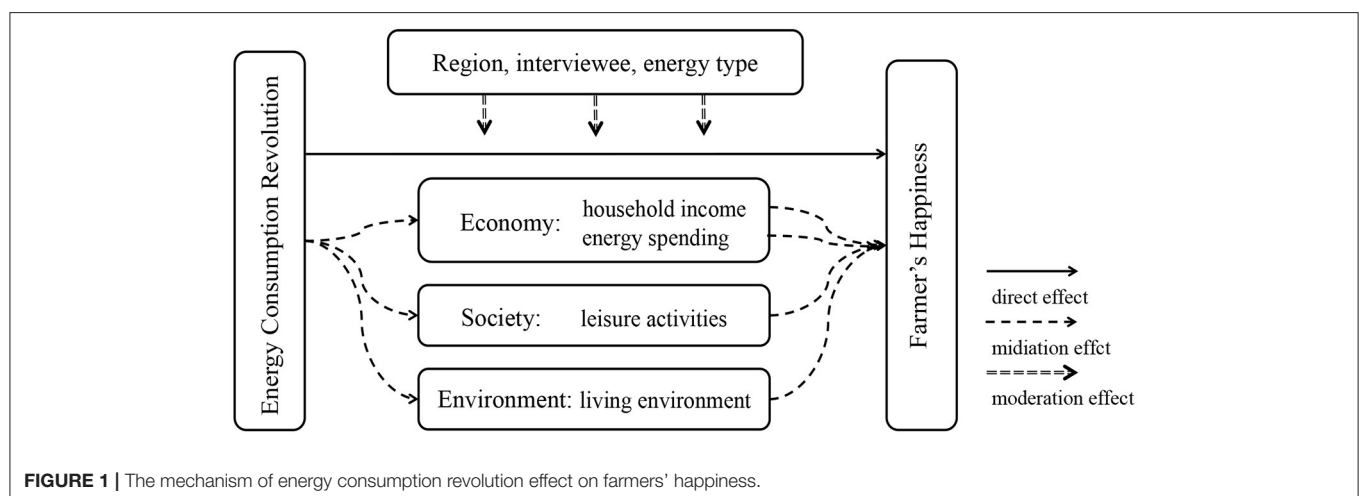 Region, interviewee, energy type
Energy Consumption Revolution
Economy: household income
energy spending
Society: leisure activities
Environment: living environment
Farmer's Happiness
direct effect
midiation effct
moderation effect
FIGURE 1 | The mechanism of energy consumption revolution effect on farmers' happiness.